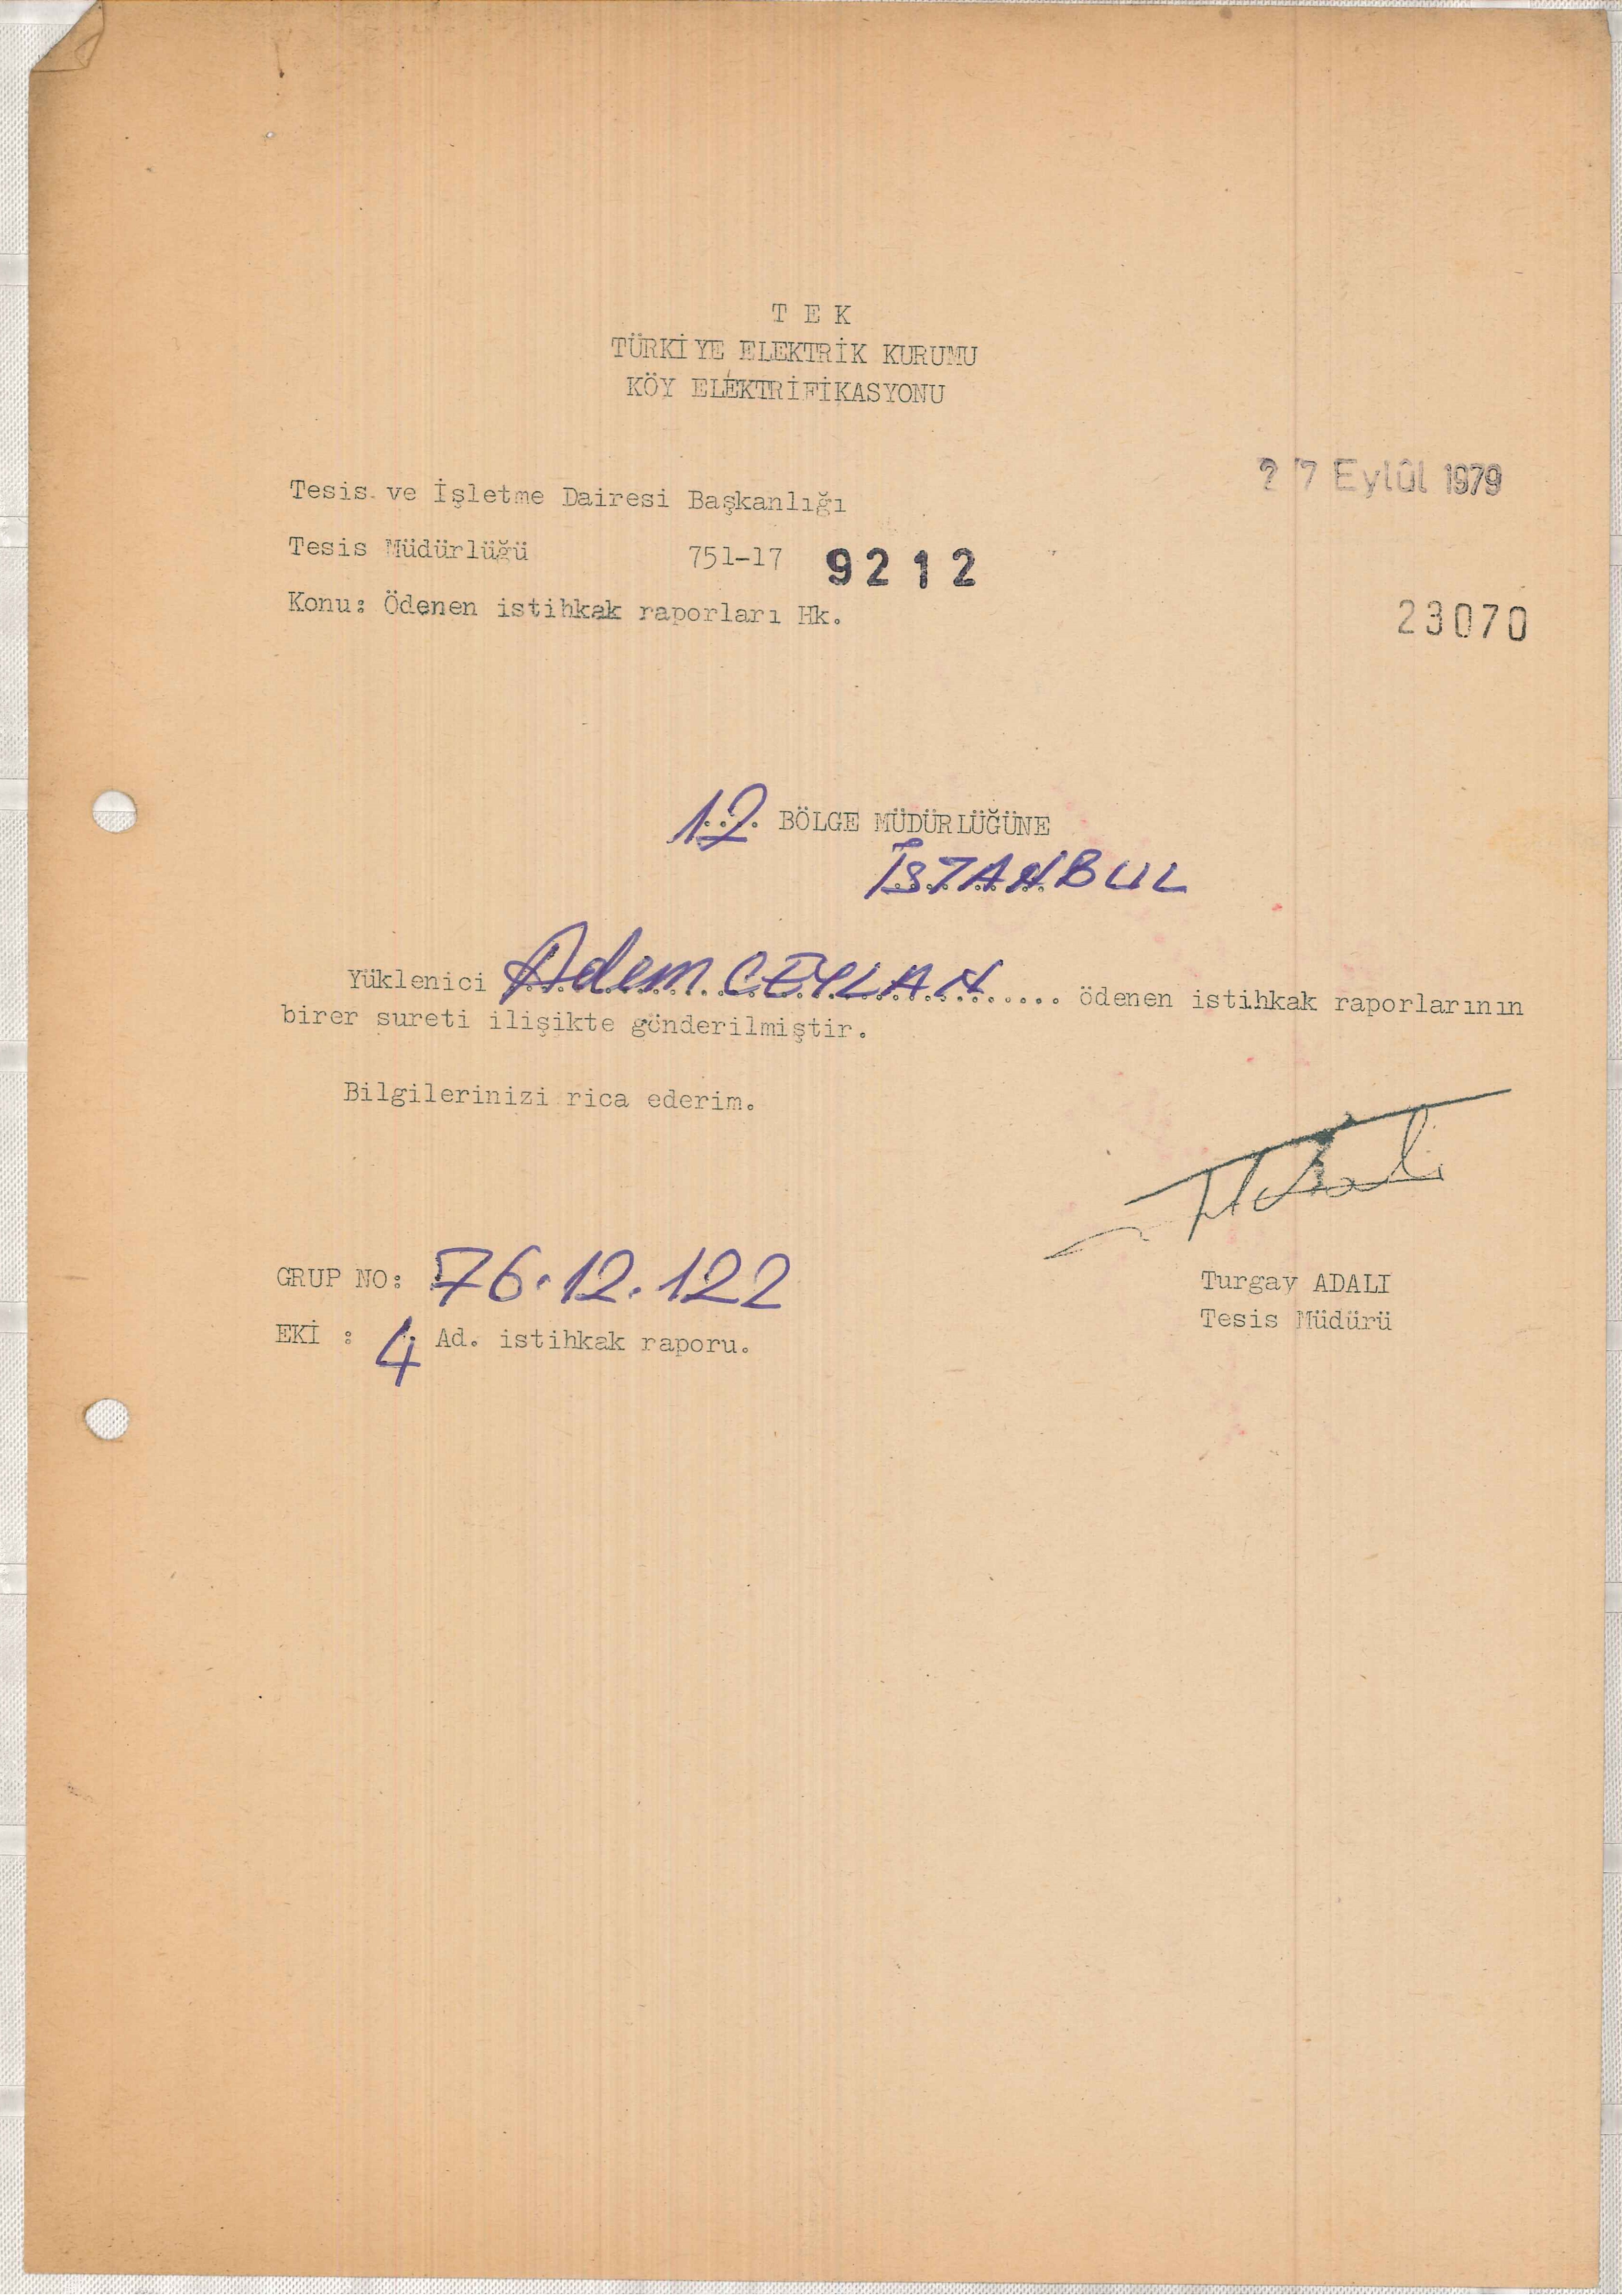 T E K
TÜRKİYE ELEKTRİK KURUMU
KÖY ELEKTRİFİKASYONU
27 Eylûl 1979
Tesis ve İşletme Dairesi Başkanlığı
Tesis Müdürlüğü 751-17 9212
Konu: Ödenen istihkak raporları Hk.
23070
12 BÖLGE MÜDÜRLÜĞÜNE
İSTANBUL
Yüklenici Adem CEYLAN ..... ödenen istihkak raporlarının
birer sureti ilişikte gönderilmiştir.
Bilgilerinizi rica ederim.
GRUP NO: 76.12.122
Turgay ADALI
Tesis Müdürü
EKİ : 4 Ad. istihkak raporu.